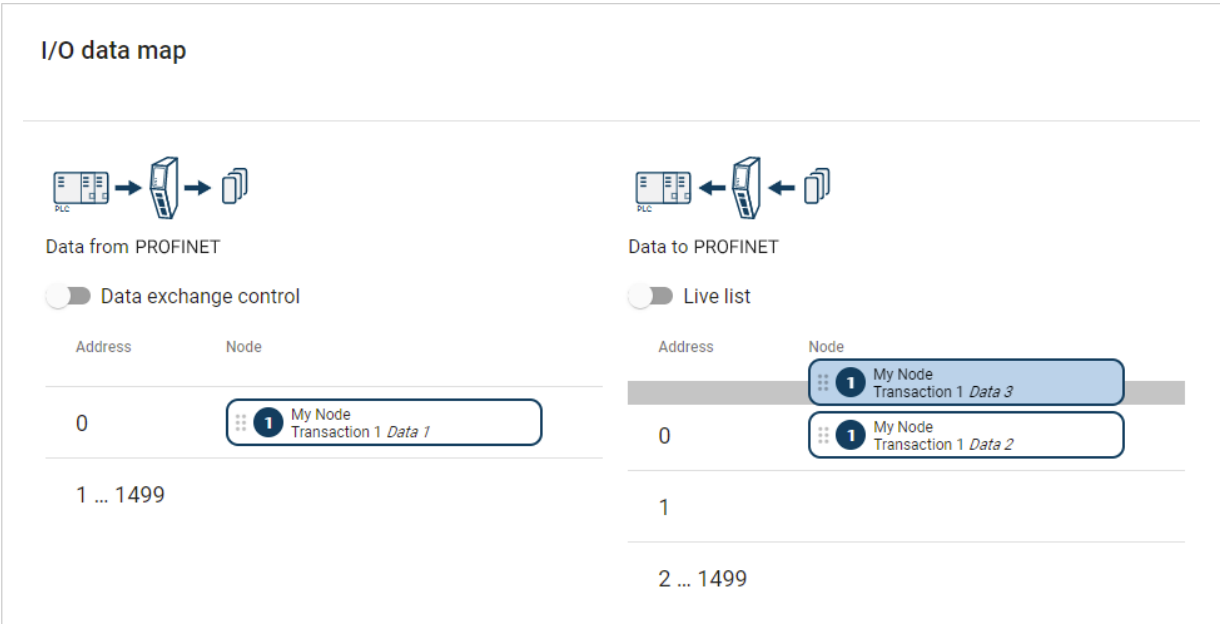 I/O data map
PLC
Data from PROFINET
Data exchange control
Address Node
0
1
My Node
Transaction 1 Data 1
1 ... 1499
PLC
Data to PROFINET
Live list
Address Node
1
My Node
Transaction 1 Data 3
0
1
My Node
Transaction 1 Data 2
1
2 ... 1499